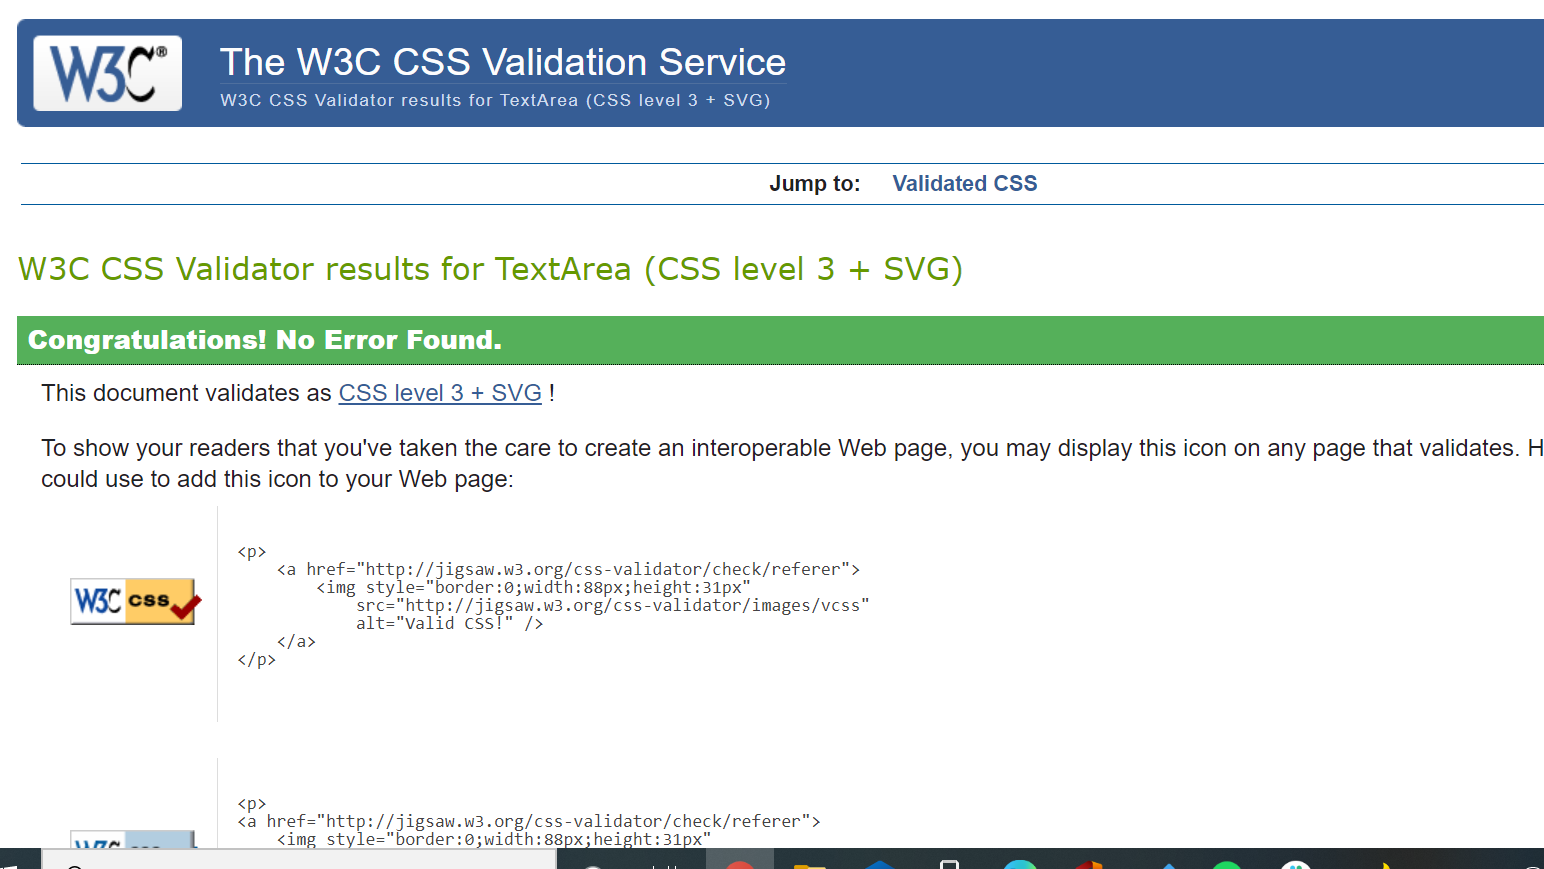 W3C®
The W3C CSS Validation Service
W3C CSS Validator results for TextArea (CSS level 3 + SVG)
Jump to: Validated CSS
W3C CSS Validator results for TextArea (CSS level 3 + SVG)
Congratulations! No Error Found.
This document validates as CSS level 3 + SVG !
To show your readers that you've taken the care to create an interoperable Web page, you may display this icon on any page that validates. H
could use to add this icon to your Web page:
W3C css
<p>
<a href="http://jigsaw.w3.org/css-validator/check/referer">
<img style="border:0;width:88px;height:31px"
src="http://jigsaw.w3.org/css-validator/images/vcss"
alt="Valid CSS!" />
</a>
</p>
<p>
<a href="http://jigsaw.w3.org/css-validator/check/referer">
<img style="border:0;width:88px;height:31px"